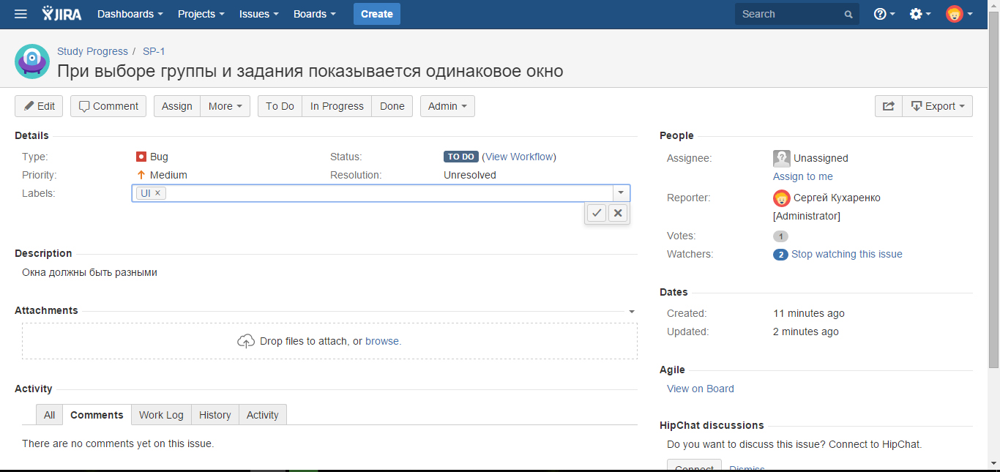 JIRA Dashboards Projects Issues Boards Create Search
Study Progress / SP-1
При выборе группы и задания показывается одинаковое окно
Edit Comment Assign More To Do In Progress Done Admin Export
Details
Type: Bug Status: TO DO (View Workflow)
Priority: Medium Resolution: Unresolved
Labels: UI ×
Description
Окна должны быть разными
Attachments
Drop files to attach, or browse.
Activity
All Comments Work Log History Activity
There are no comments yet on this issue.
People
Assignee: Unassigned
Assign to me
Reporter: Сергей Кухаренко
[Administrator]
Votes: 1
Watchers: 2 Stop watching this issue
Dates
Created: 11 minutes ago
Updated: 2 minutes ago
Agile
View on Board
HipChat discussions
Do you want to discuss this issue? Connect to HipChat.
Connect Dismiss